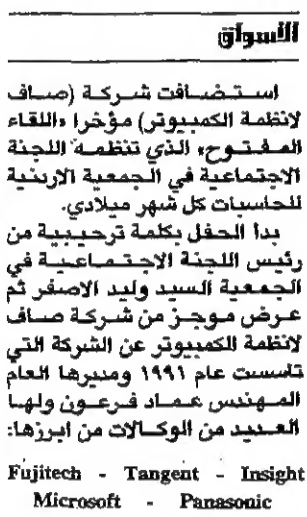 الأسواق
استضافت شركة (صاف
لانظمة الكمبيوتر) مؤخرا «اللقاء
المفتوح» الذي تنظمه اللجنة
الاجتماعية في الجمعية الاردنية
للحاسبات كل شهر ميلادي.
بدا الحفل بكلمة ترحيبية من
رئيس اللجنة الاجتماعية في
الجمعية السيد وليد الاصفر ثم
عرض موجز من شركة صاف
لانظمة الكمبيوتر عن الشركة التي
تاسست عام ١٩٩١ ومديرها العام
المهندس عماد فرعون ولها
العديد من الوكالات من ابرزها:
Fujitech - Tangent - Insight
Microsoft - Panasonic